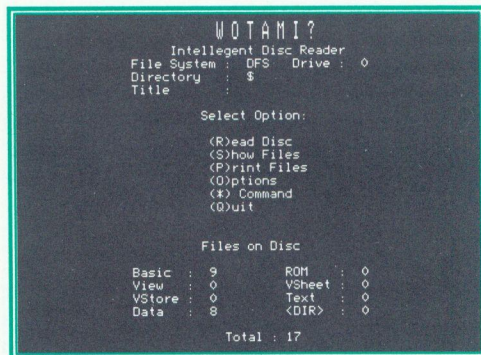 WOTAMI?
Intellegent Disc Reader
File System : DFS Drive : 0
Directory : $
Title :
Select Option:
(R)ead Disc
(S)how Files
(P)rint Files
(O)ptions
(*) Command
(Q)uit
Files on Disc
Basic : 9 ROM : 0
View : 0 VSheet : 0
VStore : 0 Text : 0
Data : 8 <DIR> : 0
Total : 17